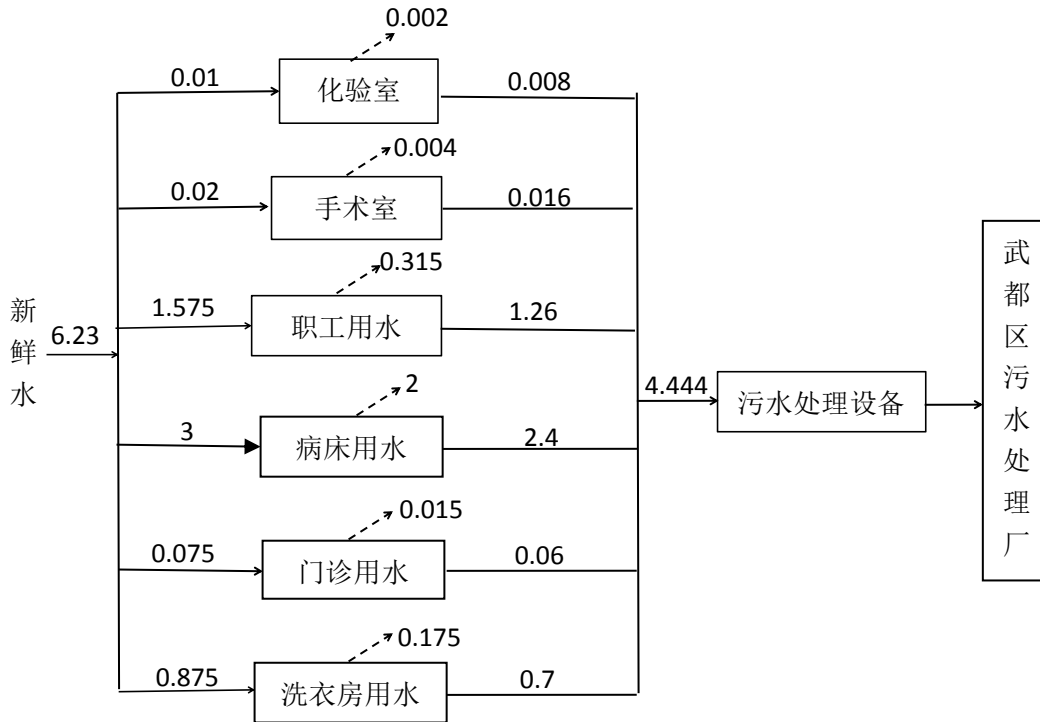 0.002
0.01
化验室
0.008
0.004
0.02
手术室
0.016
0.315
1.575
职工用水
1.26
新鲜水
6.23
2
3
病床用水
2.4
4.444
污水处理设备
武都区污水处理厂
0.015
0.075
门诊用水
0.06
0.175
0.875
洗衣房用水
0.7